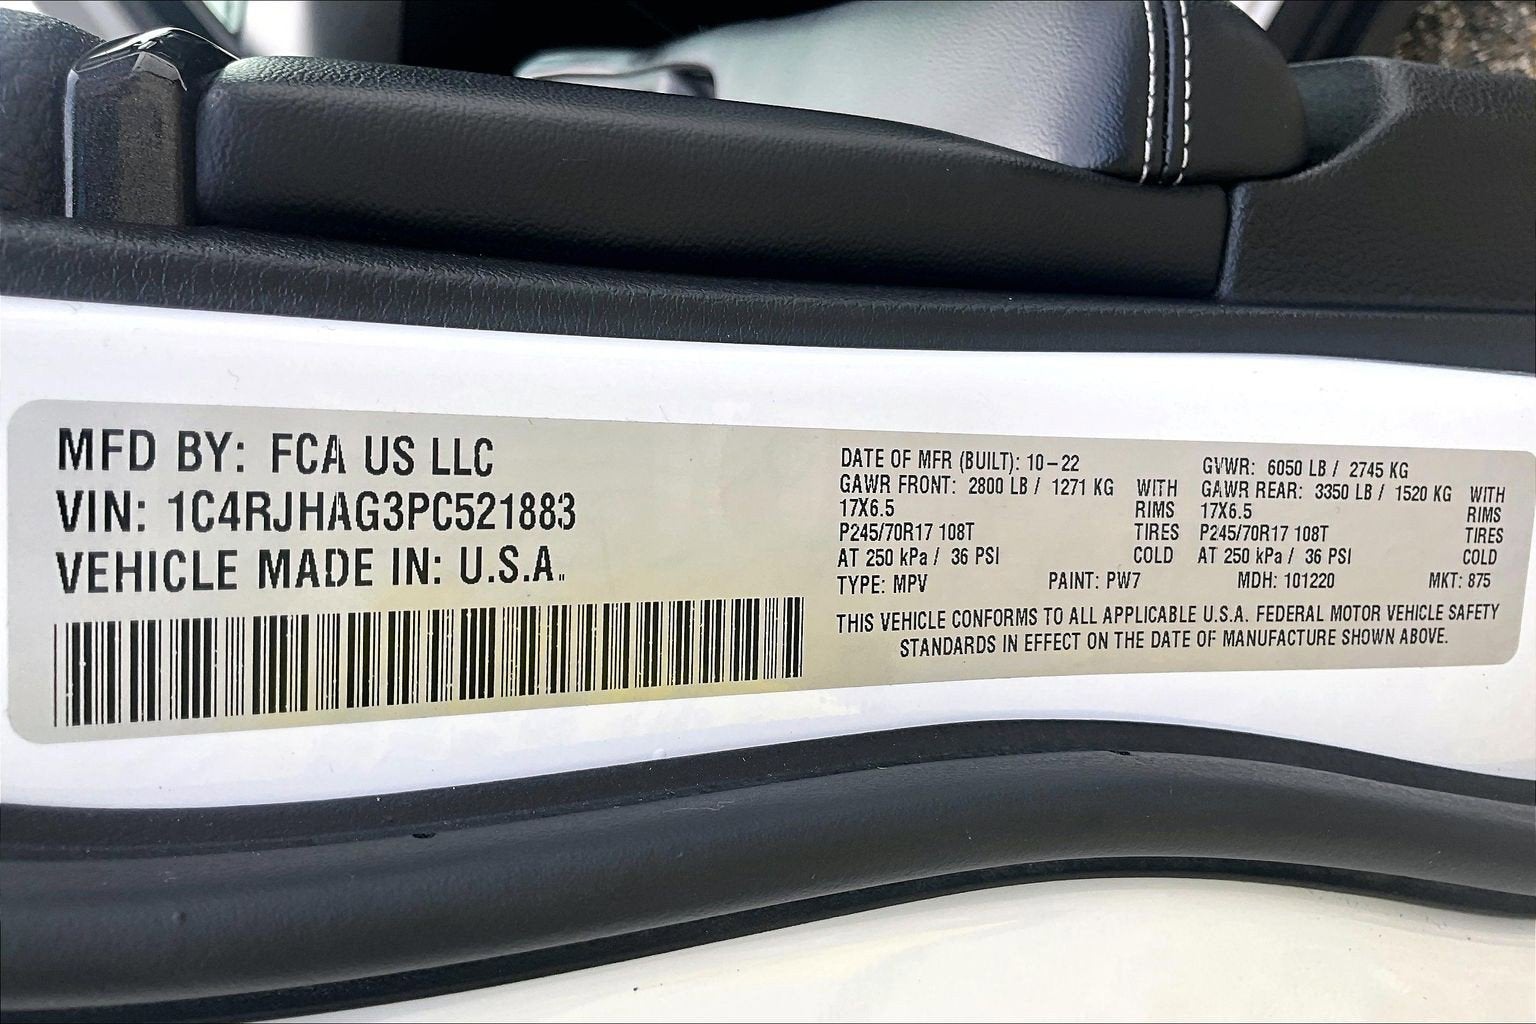 MFD BY: FCA US LLC
VIN: 1C4RJHAG3PC521883
VEHICLE MADE IN: U.S.A.
DATE OF MFR (BUILT): 10-22
GAWR FRONT: 2800 LB / 1271 KG WITH
17X6.5 RIMS
P245/70R17 108T TIRES
AT 250 kPa / 36 PSI COLD
GVWR: 6050 LB / 2745 KG
GAWR REAR: 3350 LB / 1520 KG WITH
17X6.5 RIMS
P245/70R17 108T TIRES
AT 250 kPa / 36 PSI COLD
TYPE: MPV PAINT: PW7 MDH: 101220 MKT: 875
THIS VEHICLE CONFORMS TO ALL APPLICABLE U.S.A. FEDERAL MOTOR VEHICLE SAFETY
STANDARDS IN EFFECT ON THE DATE OF MANUFACTURE SHOWN ABOVE.